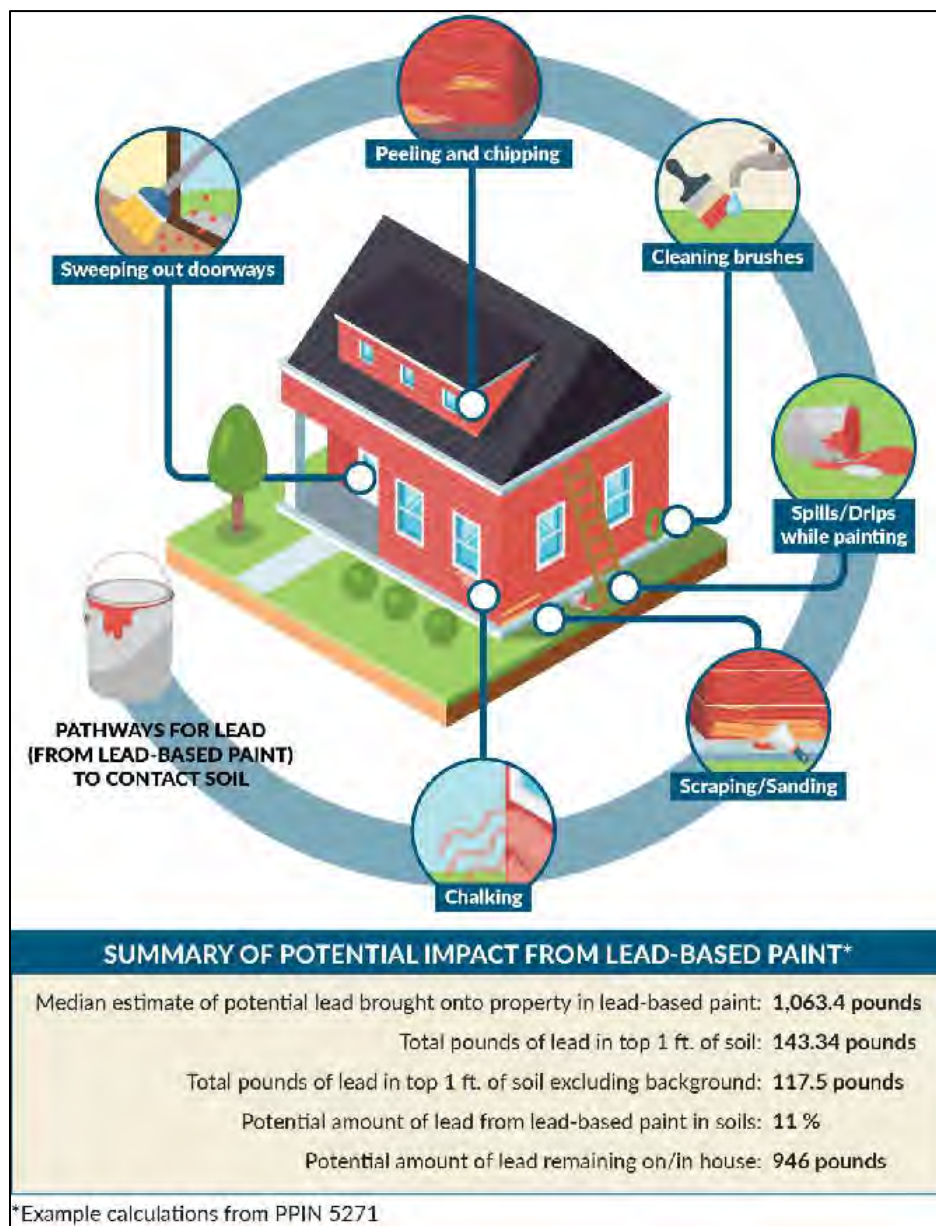 Peeling and chipping
Sweeping out doorways
Cleaning brushes
Spills/Drips
while painting
PATHWAYS FOR LEAD
(FROM LEAD-BASED PAINT)
TO CONTACT SOIL
Scraping/Sanding
Chalking
SUMMARY OF POTENTIAL IMPACT FROM LEAD-BASED PAINT*
Median estimate of potential lead brought onto property in lead-based paint: 1,063.4 pounds
Total pounds of lead in top 1 ft. of soil: 143.34 pounds
Total pounds of lead in top 1 ft. of soil excluding background: 117.5 pounds
Potential amount of lead from lead-based paint in soils: 11 %
Potential amount of lead remaining on/in house: 946 pounds
*Example calculations from PPIN 5271